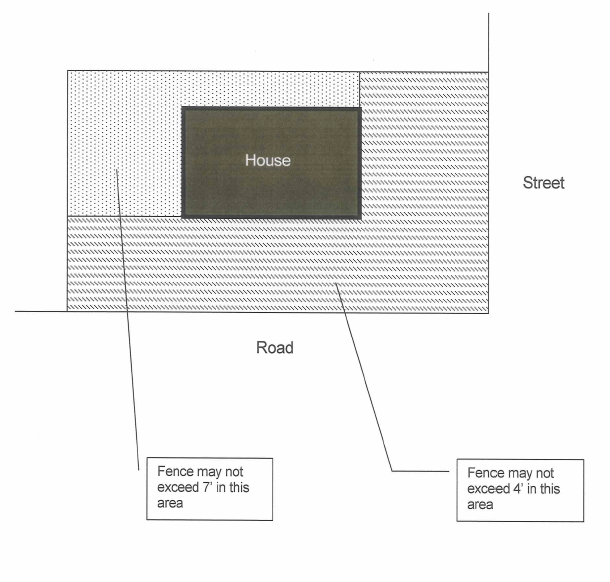 House
Street
Road
Fence may not
exceed 7' in this
area
Fence may not
exceed 4' in this
area